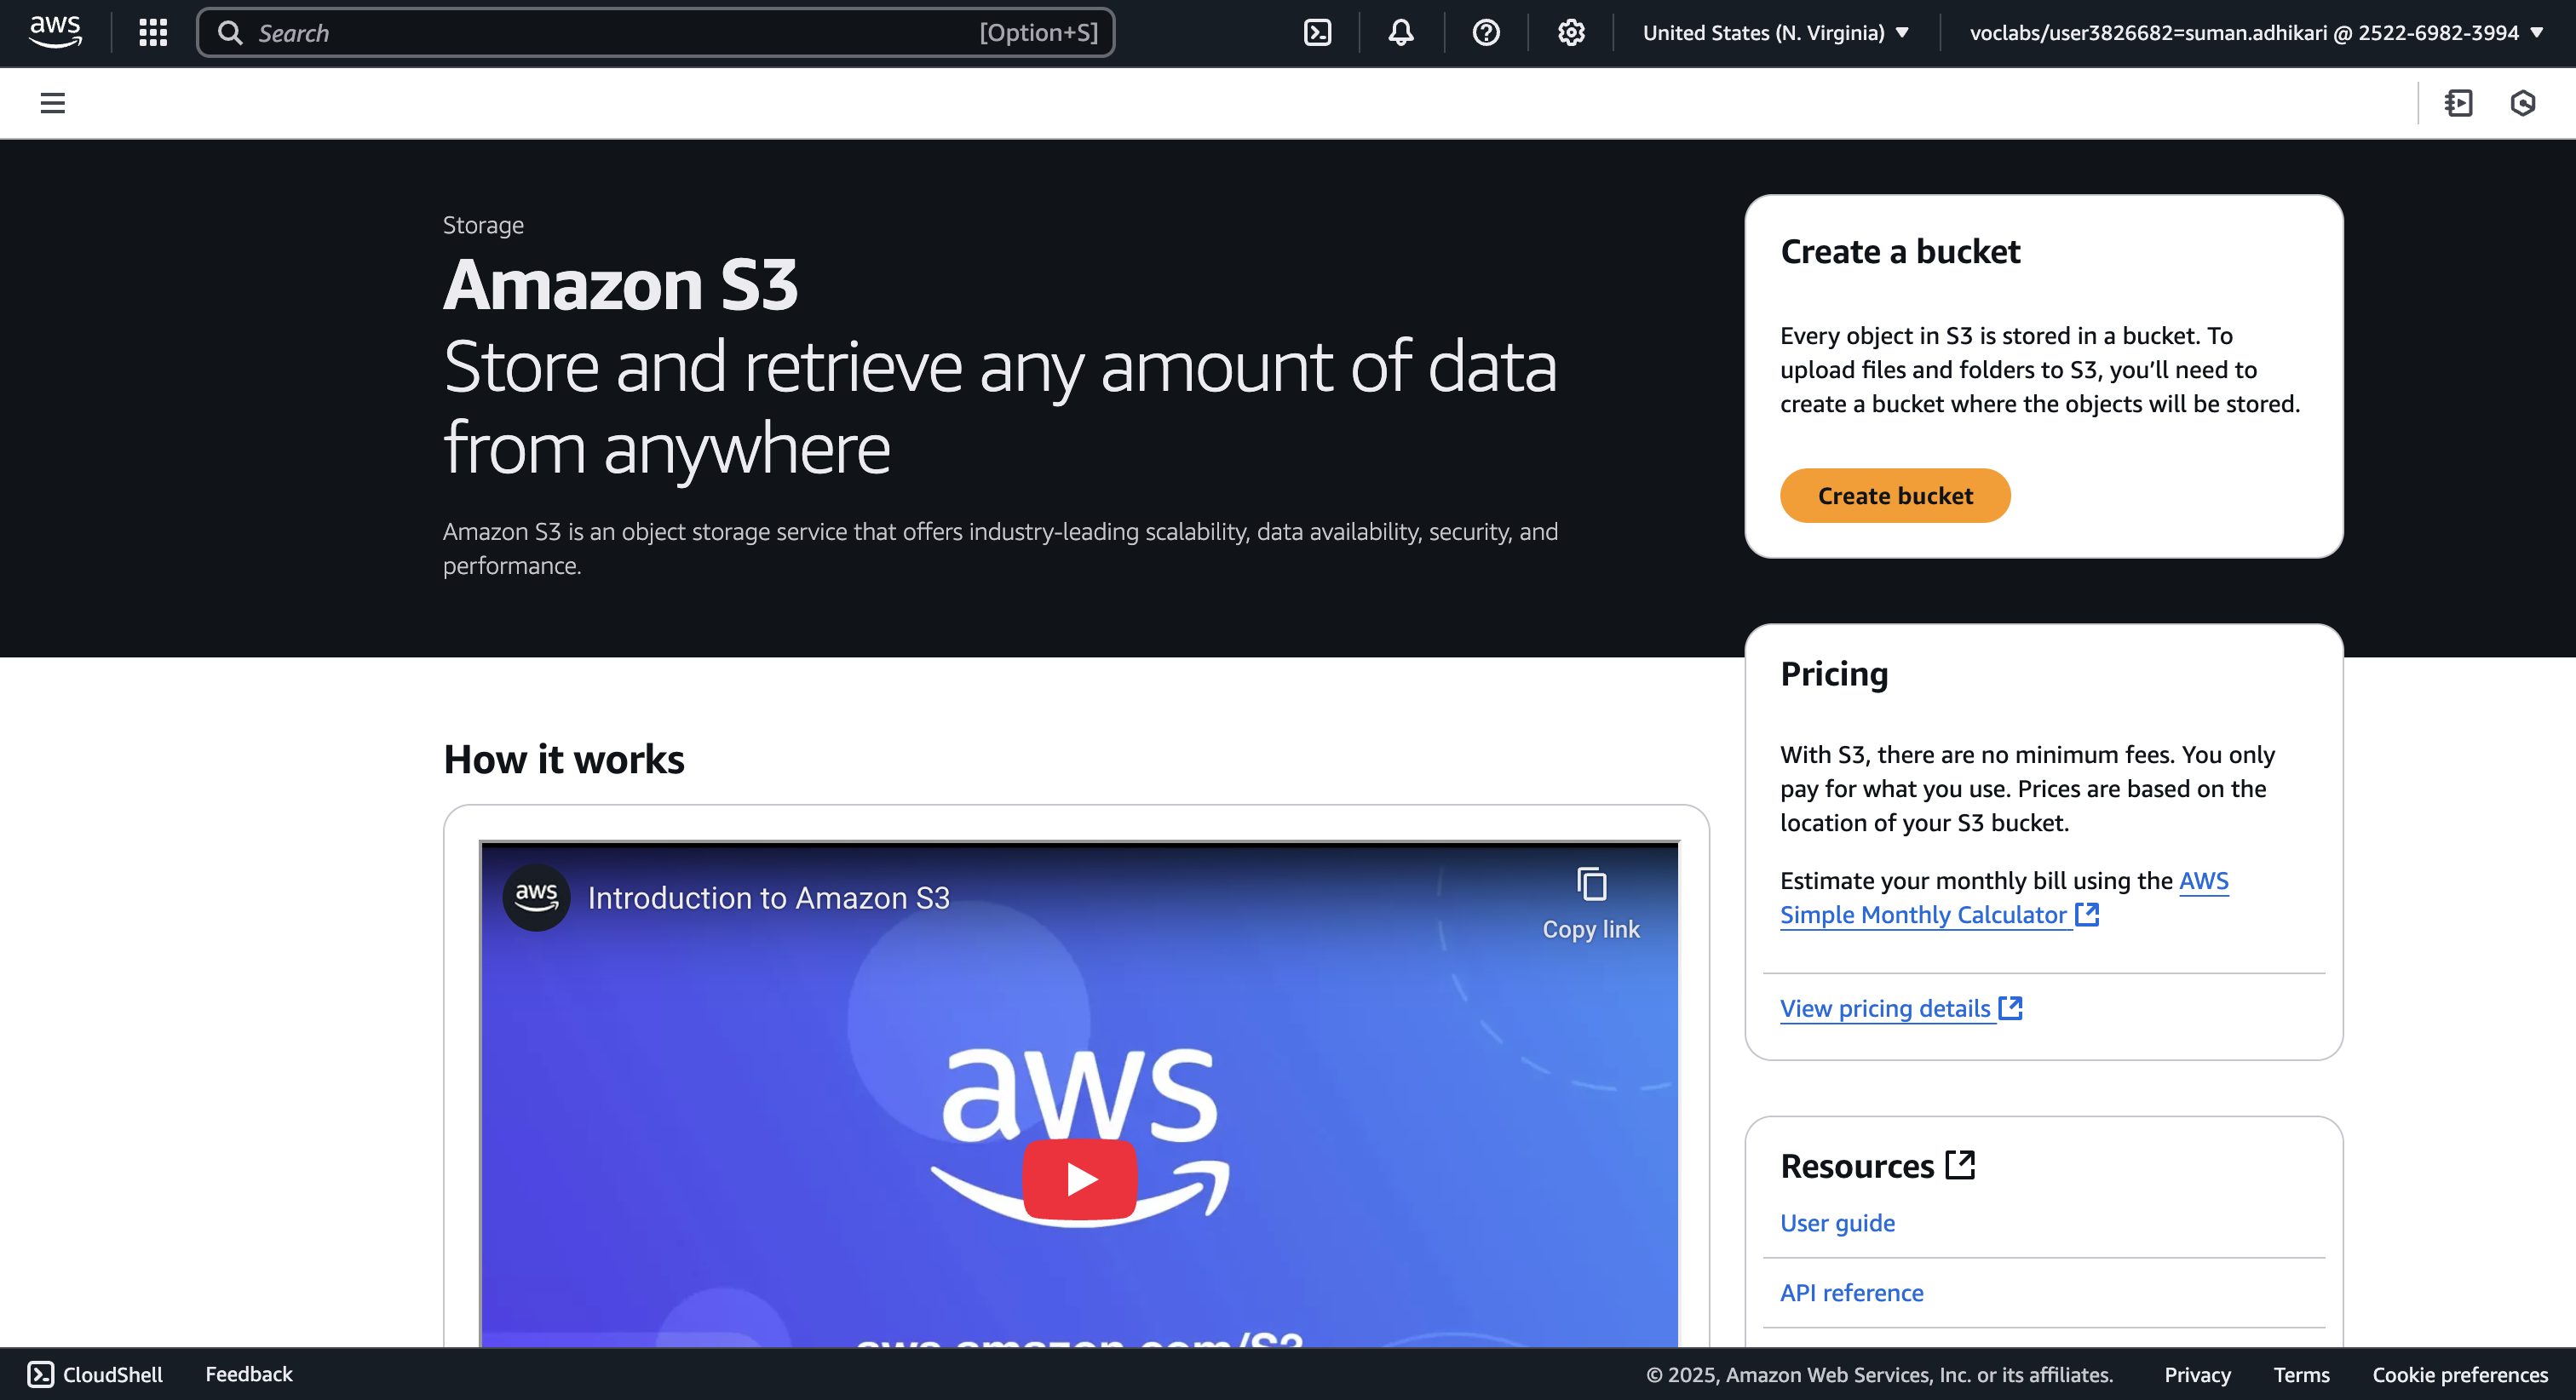 aws
Search
[Option+S]
United States (N. Virginia)
voclabs/user3826682=suman.adhikari @ 2522-6982-3994
Storage
Amazon S3
Store and retrieve any amount of data
from anywhere
Amazon S3 is an object storage service that offers industry-leading scalability, data availability, security, and
performance.
Create a bucket
Every object in S3 is stored in a bucket. To
upload files and folders to S3, you’ll need to
create a bucket where the objects will be stored.
Create bucket
How it works
aws
Introduction to Amazon S3
Copy link
aws
aws.amazon.com/S3
Pricing
With S3, there are no minimum fees. You only
pay for what you use. Prices are based on the
location of your S3 bucket.
Estimate your monthly bill using the AWS
Simple Monthly Calculator
View pricing details
Resources
User guide
API reference
CloudShell
Feedback
© 2025, Amazon Web Services, Inc. or its affiliates.
Privacy
Terms
Cookie preferences